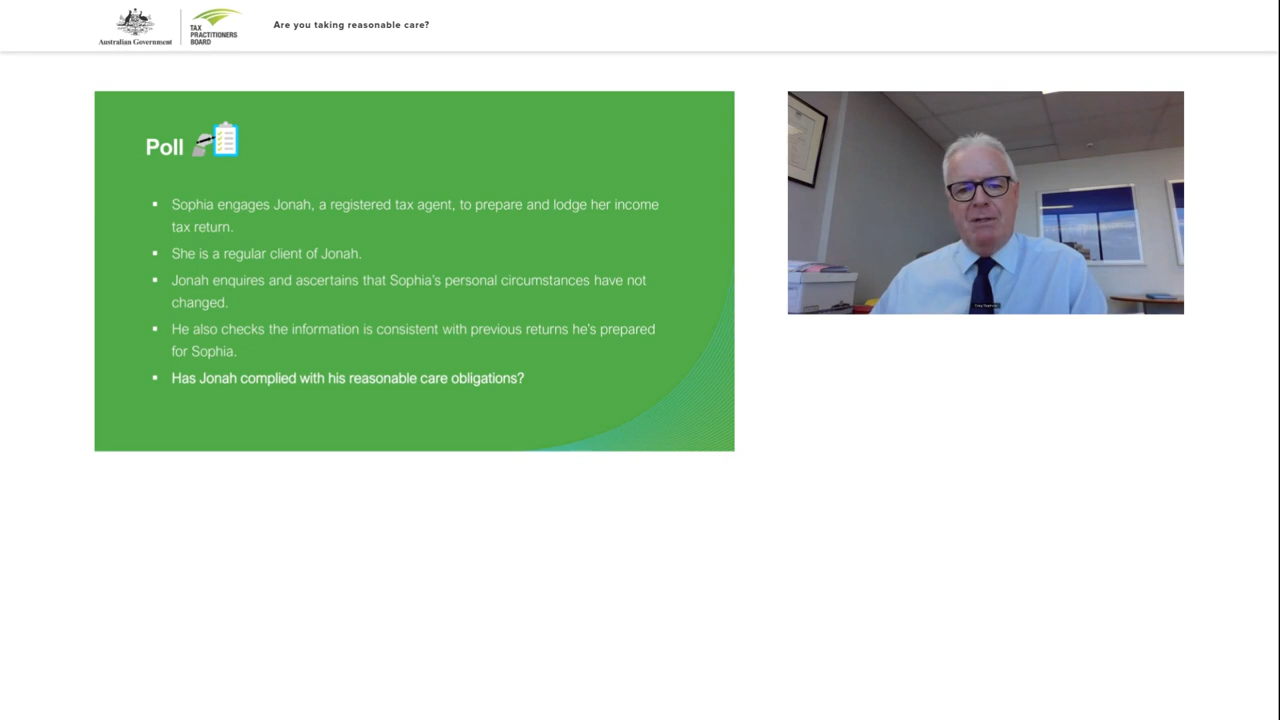 Australian Government
TAX
PRACTITIONERS
BOARD
Are you taking reasonable care?
Poll
▪ Sophia engages Jonah, a registered tax agent, to prepare and lodge her income
tax return.
▪ She is a regular client of Jonah.
▪ Jonah enquires and ascertains that Sophia's personal circumstances have not
changed.
▪ He also checks the information is consistent with previous returns he's prepared
for Sophia.
▪ Has Jonah complied with his reasonable care obligations?